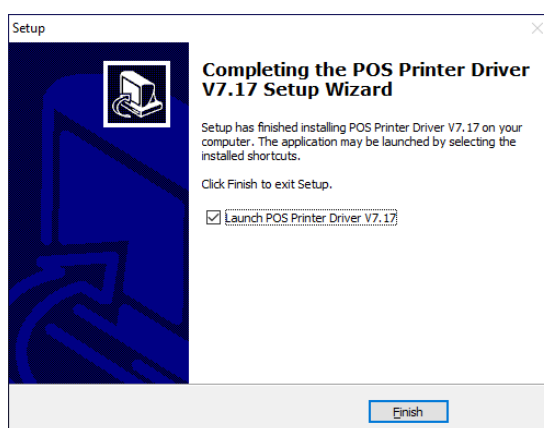 Setup
Completing the POS Printer Driver
V7.17 Setup Wizard
Setup has finished installing POS Printer Driver V7.17 on your
computer. The application may be launched by selecting the
installed shortcuts.
Click Finish to exit Setup.
Launch POS Printer Driver V7.17
Finish